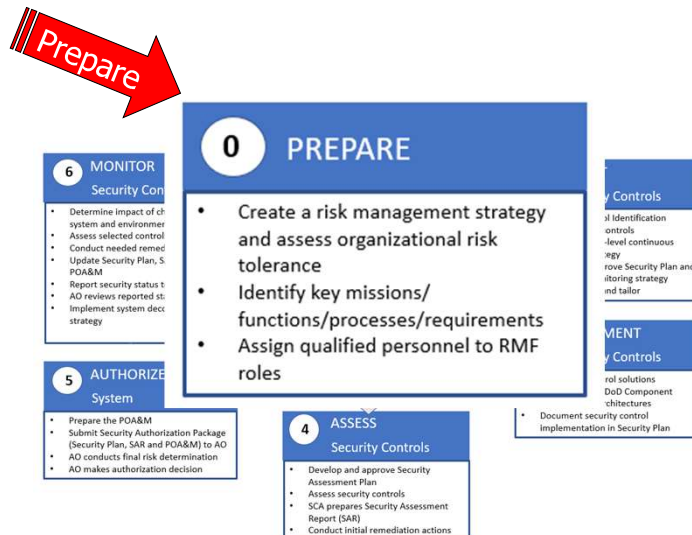 Prepare
0 PREPARE
• Create a risk management strategy
and assess organizational risk
tolerance
• Identify key missions/
functions/processes/requirements
• Assign qualified personnel to RMF
roles
6 MONITOR
Security Con
• Determine impact of ch
system and environmen
• Assess selected control
• Conduct needed remed
• Update Security Plan, S
POA&M
• Report security status t
• AO reviews reported sta
• Implement system deco
strategy
y Controls
ol Identification
ontrols
-level continuous
egy
rove Security Plan and
itoring strategy
nd tailor
MENT
y Controls
rol solutions
DoD Component
rchitectures
• Document security control
implementation in Security Plan
5 AUTHORIZE
System
• Prepare the POA&M
• Submit Security Authorization Package
(Security Plan, SAR and POA&M) to AO
• AO conducts final risk determination
• AO makes authorization decision
4 ASSESS
Security Controls
• Develop and approve Security
Assessment Plan
• Assess security controls
• SCA prepares Security Assessment
Report (SAR)
• Conduct initial remediation actions